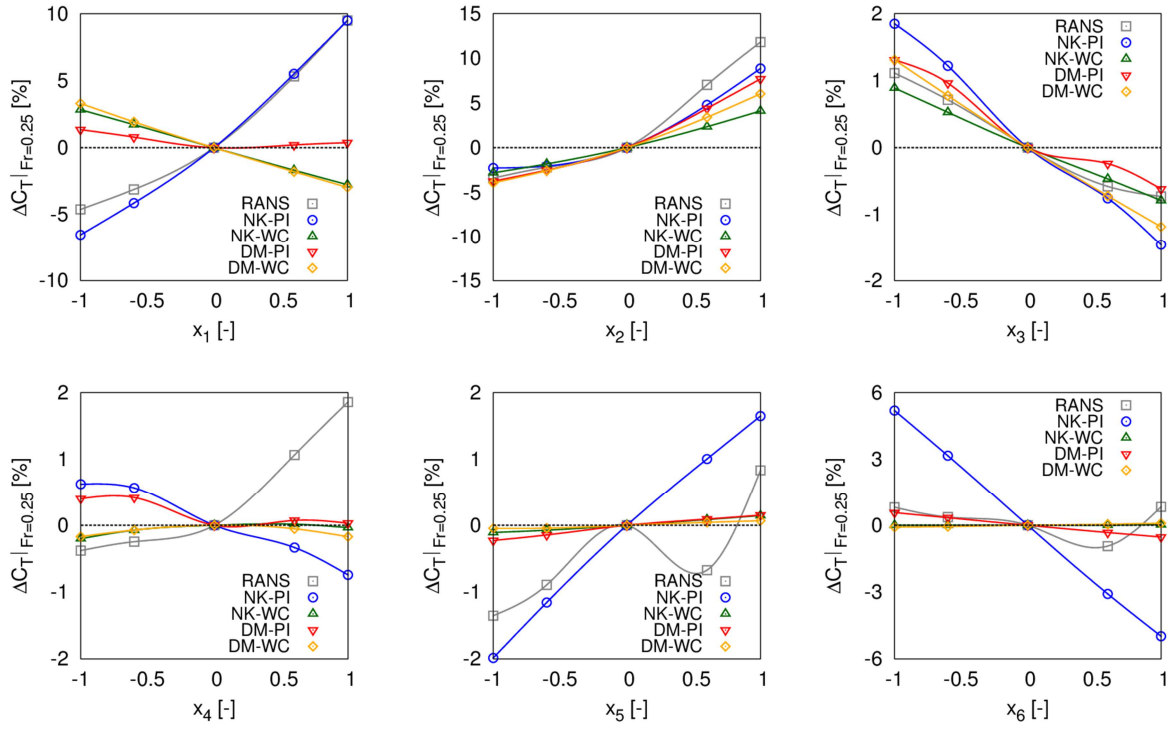 ΔC_T|_Fr=0.25 [%]
10
5
0
-5
-10
-1 -0.5 0 0.5 1
x_1 [-]
RANS
NK-PI
NK-WC
DM-PI
DM-WC
ΔC_T|_Fr=0.25 [%]
15
10
5
0
-5
-10
-15
-1 -0.5 0 0.5 1
x_2 [-]
RANS
NK-PI
NK-WC
DM-PI
DM-WC
ΔC_T|_Fr=0.25 [%]
2
1
0
-1
-2
-1 -0.5 0 0.5 1
x_3 [-]
RANS
NK-PI
NK-WC
DM-PI
DM-WC
ΔC_T|_Fr=0.25 [%]
2
1
0
-1
-2
-1 -0.5 0 0.5 1
x_4 [-]
RANS
NK-PI
NK-WC
DM-PI
DM-WC
ΔC_T|_Fr=0.25 [%]
2
1
0
-1
-2
-1 -0.5 0 0.5 1
x_5 [-]
RANS
NK-PI
NK-WC
DM-PI
DM-WC
ΔC_T|_Fr=0.25 [%]
6
3
0
-3
-6
-1 -0.5 0 0.5 1
x_6 [-]
RANS
NK-PI
NK-WC
DM-PI
DM-WC